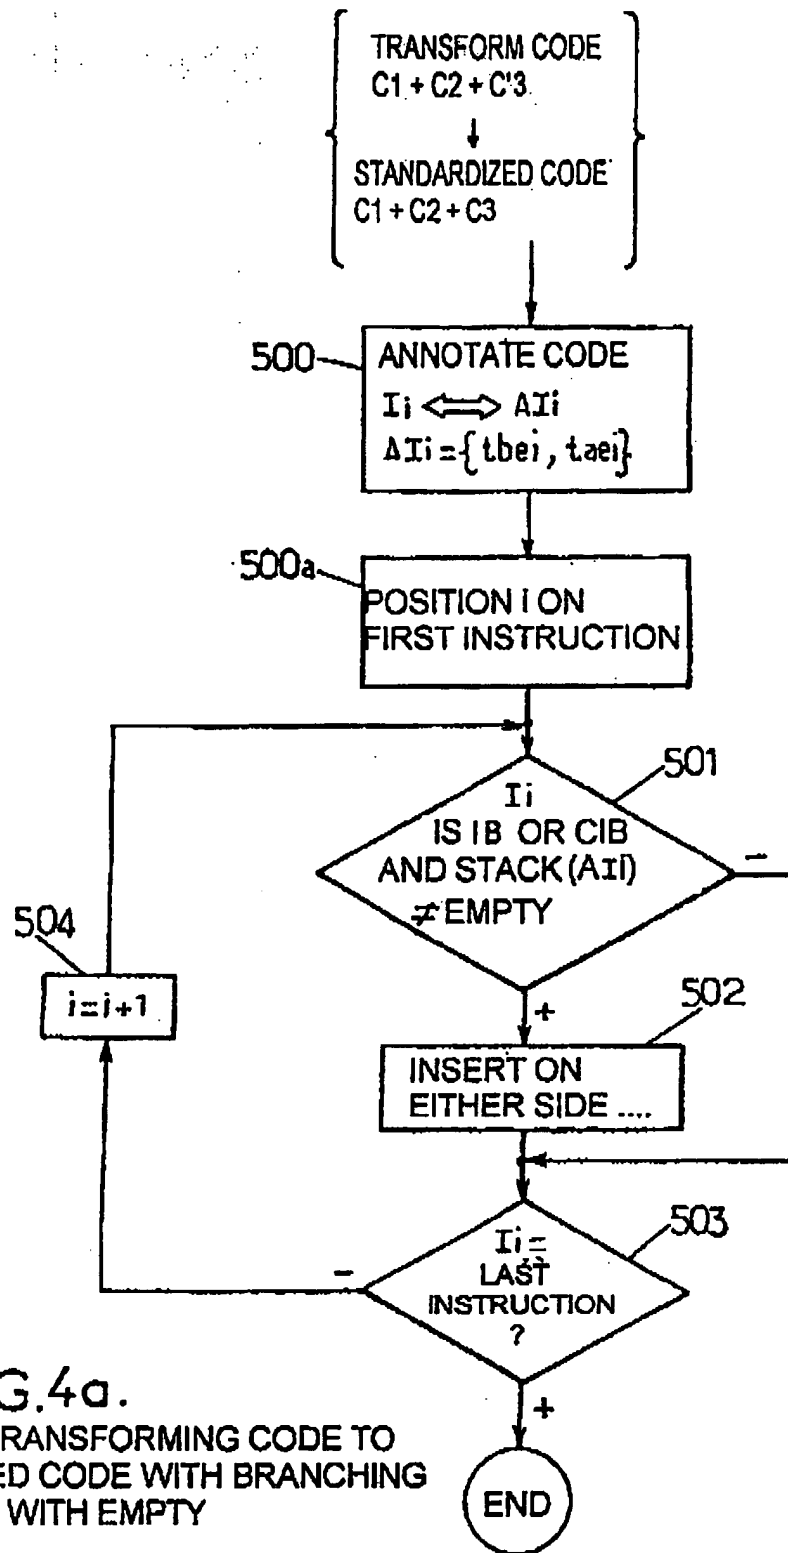 TRANSFORM CODE
C1 + C2 + C'3
STANDARDIZED CODE
C1 + C2 + C3
500
ANNOTATE CODE
Ii ⟺ AIi
AIi = {tbei, taei}
500a
POSITION I ON
FIRST INSTRUCTION
501
Ii
IS IB OR CIB
AND STACK (AIi)
≠ EMPTY
-
504
i=i+1
+
502
INSERT ON
EITHER SIDE ....
503
Ii =
LAST
INSTRUCTION
?
-
+
G.4a.
RANSFORMING CODE TO
ED CODE WITH BRANCHING
WITH EMPTY
END